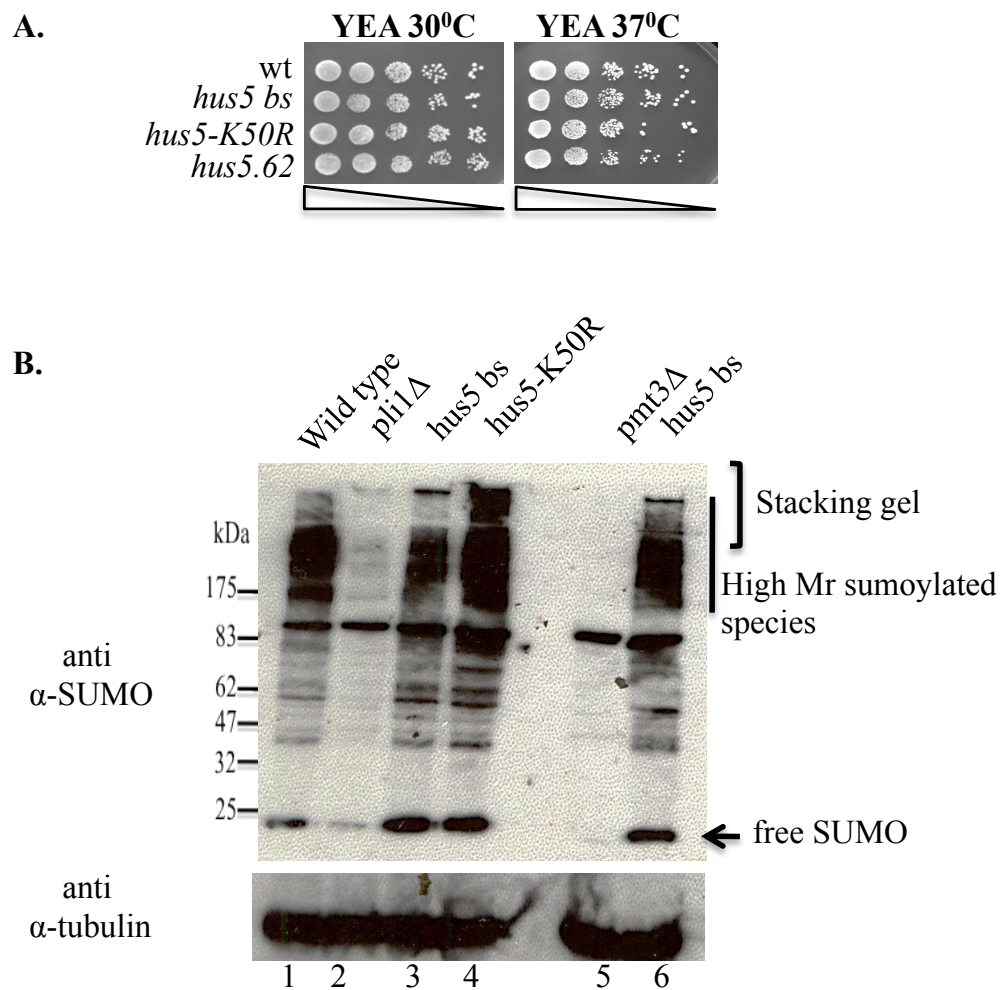 A.
YEA 30⁰C
YEA 37⁰C
wt
hus5 bs
hus5-K50R
hus5.62
B.
Wild type
pli1Δ
hus5 bs
hus5-K50R
pmt3Δ
hus5 bs
kDa
175
83
62
47
32
25
anti
α-SUMO
Stacking gel
High Mr sumoylated
species
free SUMO
anti
α-tubulin
1 2 3 4 5 6